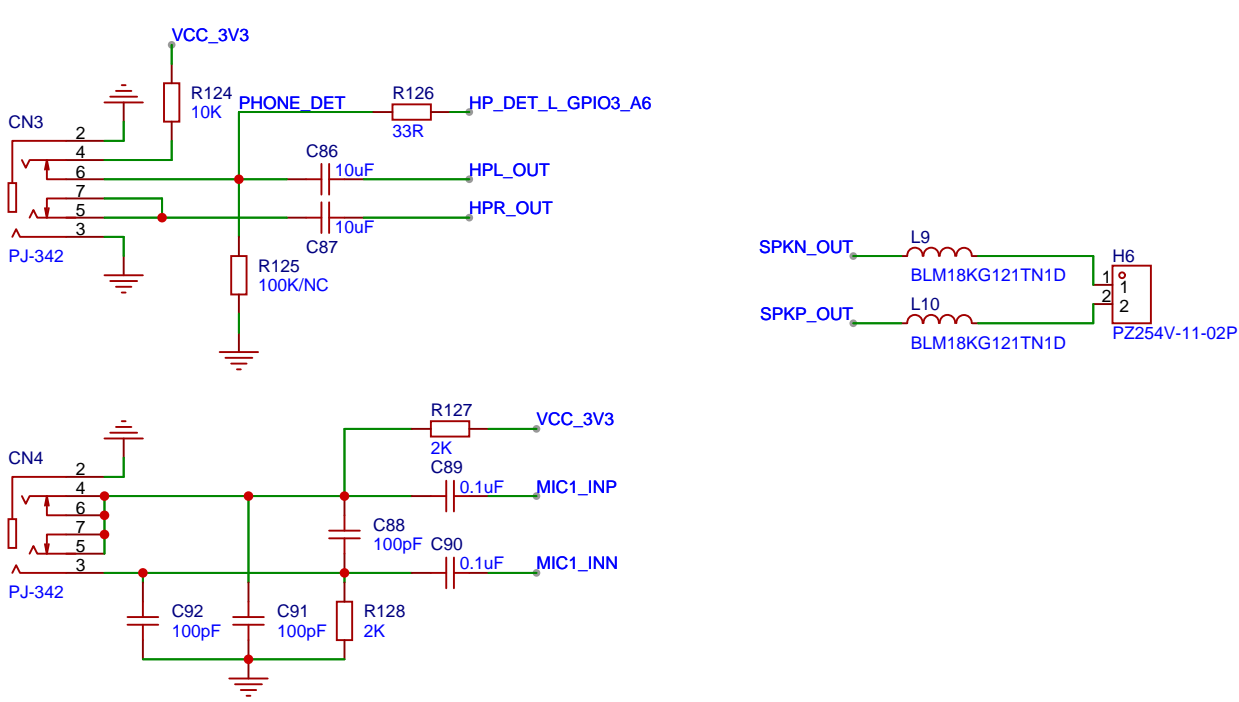 VCC_3V3
R124
10K
PHONE_DET
R126
33R
HP_DET_L_GPIO3_A6
CN3
2
4
6
7
5
3
PJ-342
C86
10uF
HPL_OUT
HPR_OUT
10uF
C87
R125
100K/NC
SPKN_OUT
L9
BLM18KG121TN1D
H6
1
1
2
2
SPKP_OUT
L10
BLM18KG121TN1D
PZ254V-11-02P
R127
2K
VCC_3V3
CN4
2
4
6
7
5
3
PJ-342
C89
0.1uF
MIC1_INP
C88
100pF
C90
0.1uF
MIC1_INN
C92
100pF
C91
100pF
R128
2K